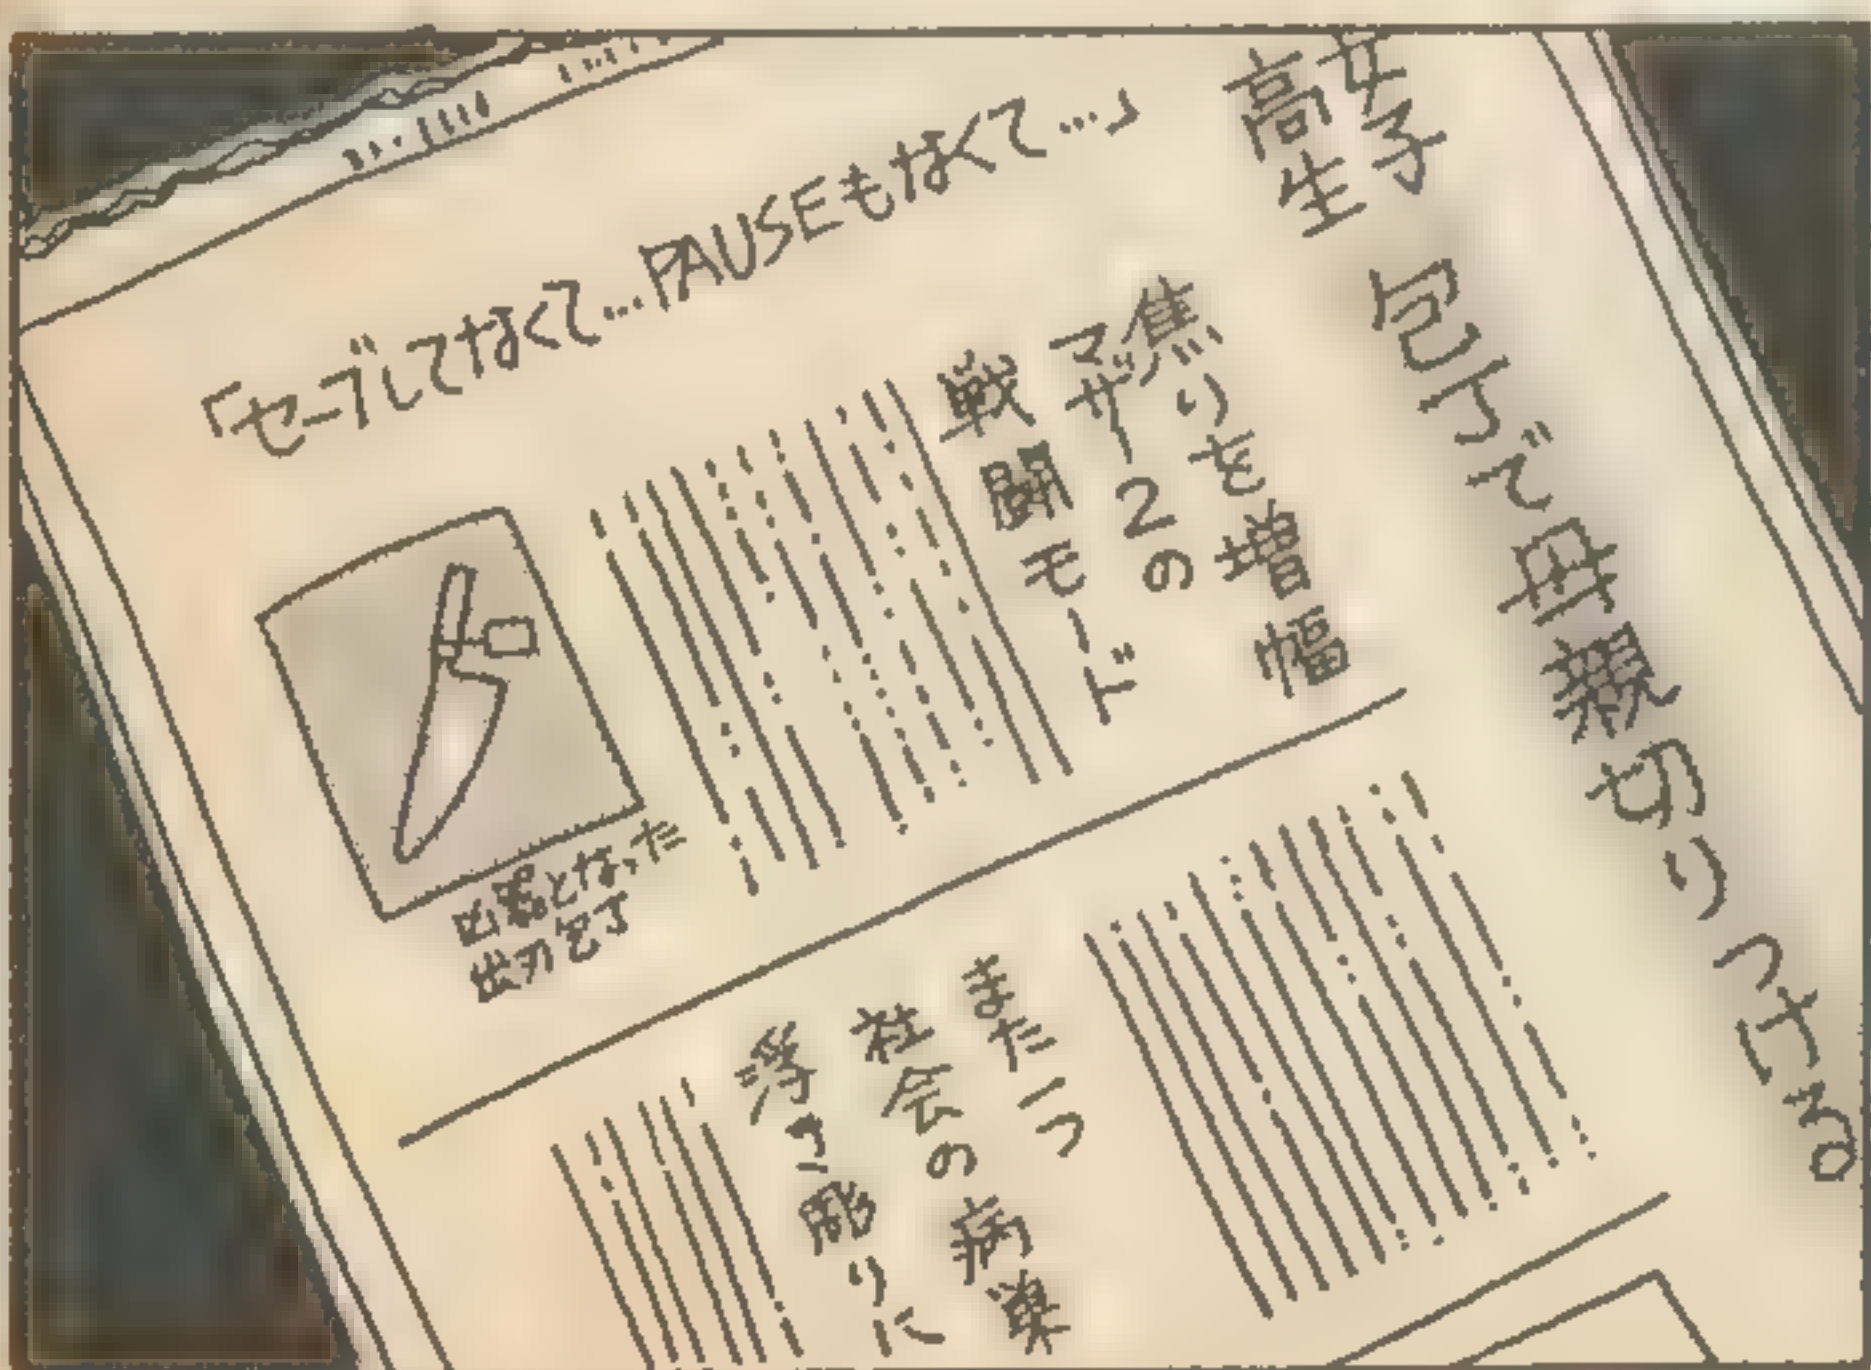 女子
高生
包丁で母親切りつける
「セーブしてなくて…PAUSEもなくて…」
焦りを増幅
マザー2の
戦闘モード
凶器となった
出刃包丁
また一つ
社会の病巣
浮き彫りに